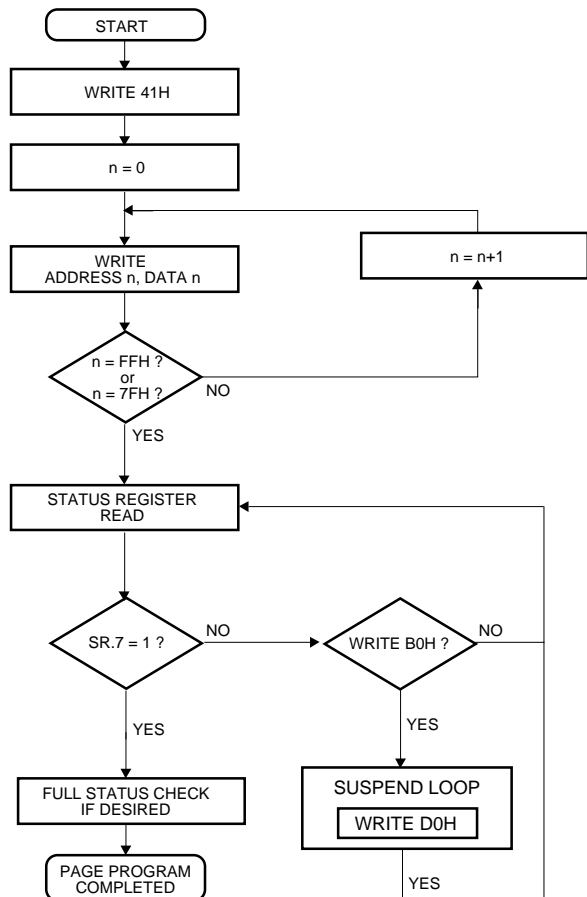 START
WRITE 41H
n = 0
WRITE
ADDRESS n, DATA n
n = n+1
n = FFH ?
or
n = 7FH ?
NO
YES
STATUS REGISTER
READ
SR.7 = 1 ?
NO
WRITE B0H ?
NO
YES
YES
FULL STATUS CHECK
IF DESIRED
SUSPEND LOOP
WRITE D0H
YES
PAGE PROGRAM
COMPLETED